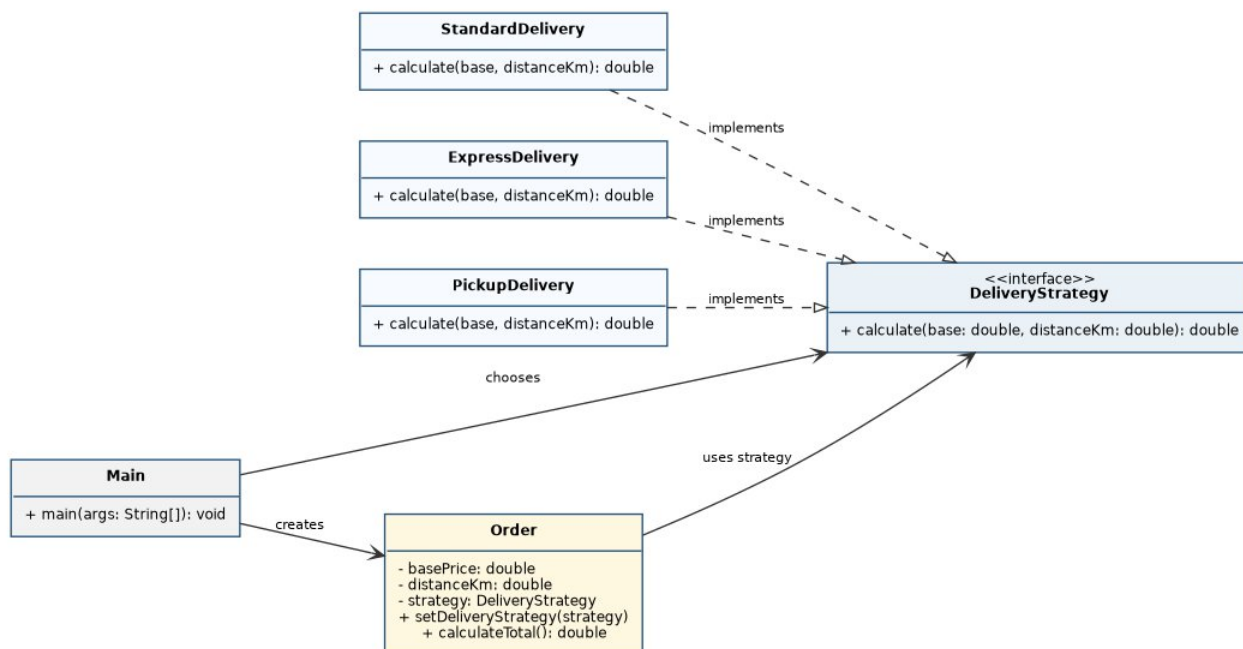 StandardDelivery
+ calculate(base, distanceKm): double
implements
ExpressDelivery
+ calculate(base, distanceKm): double
implements
PickupDelivery
+ calculate(base, distanceKm): double
implements
<<interface>>
DeliveryStrategy
+ calculate(base: double, distanceKm: double): double
chooses
uses strategy
Main
+ main(args: String[]): void
creates
Order
- basePrice: double
- distanceKm: double
- strategy: DeliveryStrategy
+ setDeliveryStrategy(strategy)
+ calculateTotal(): double